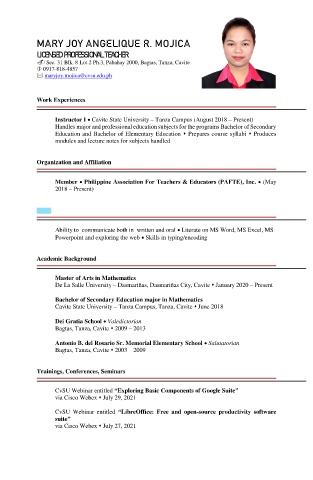 MARY JOY ANGELIQUE R. MOJICA
LICENSED PROFESSIONAL TEACHER
Sec. 31 Blk. 8 Lot 2 Ph.3, Pabahay 2000, Bagtas, Tanza, Cavite
0917-818-4857
maryjoy.mojica@cvsu.edu.ph
Work Experiences
Instructor I • Cavite State University – Tanza Campus (August 2018 – Present)
Handles major and professional education subjects for the programs Bachelor of Secondary
Education and Bachelor of Elementary Education • Prepares course syllabi • Produces
modules and lecture notes for subjects handled
Organization and Affiliation
Member • Philippine Association For Teachers & Educators (PAFTE), Inc. • (May
2018 – Present)
Ability to communicate both in written and oral • Literate on MS Word, MS Excel, MS
Powerpoint and exploring the web • Skills in typing/encoding
Academic Background
Master of Arts in Mathematics
De La Salle University – Dasmariñas, Dasmariñas City, Cavite • January 2020 – Present
Bachelor of Secondary Education major in Mathematics
Cavite State University – Tanza Campus, Tanza, Cavite • June 2018
Dei Gratia School • Valedictorian
Bagtas, Tanza, Cavite • 2009 – 2013
Antonio B. del Rosario Sr. Memorial Elementary School • Salutatorian
Bagtas, Tanza, Cavite • 2003 2009
Trainings, Conferences, Seminars
CvSU Webinar entitled “Exploring Basic Components of Google Suite”
via Cisco Webex • July 29, 2021
CvSU Webinar entitled “LibreOffice: Free and open-source productivity software
suite”
via Cisco Webex • July 27, 2021